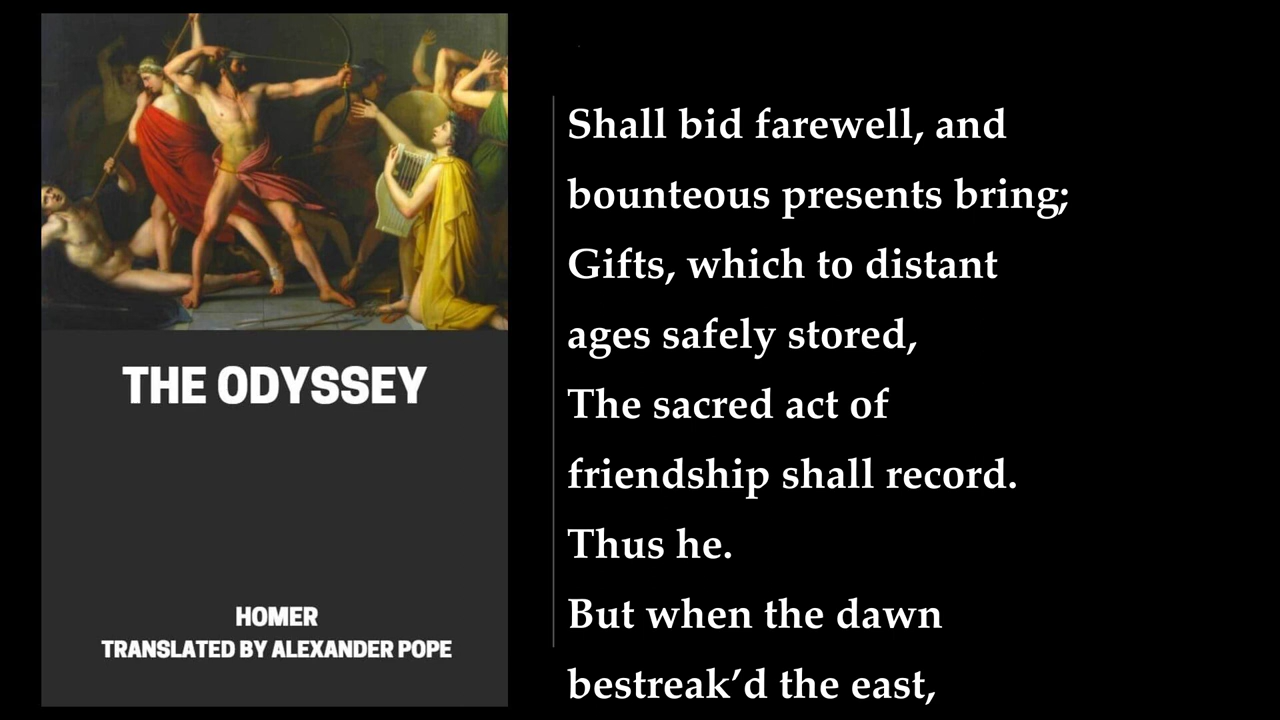 THE ODYSSEY
HOMER
TRANSLATED BY ALEXANDER POPE
Shall bid farewell, and
bounteous presents bring;
Gifts, which to distant
ages safely stored,
The sacred act of
friendship shall record.
Thus he.
But when the dawn
bestreak’d the east,